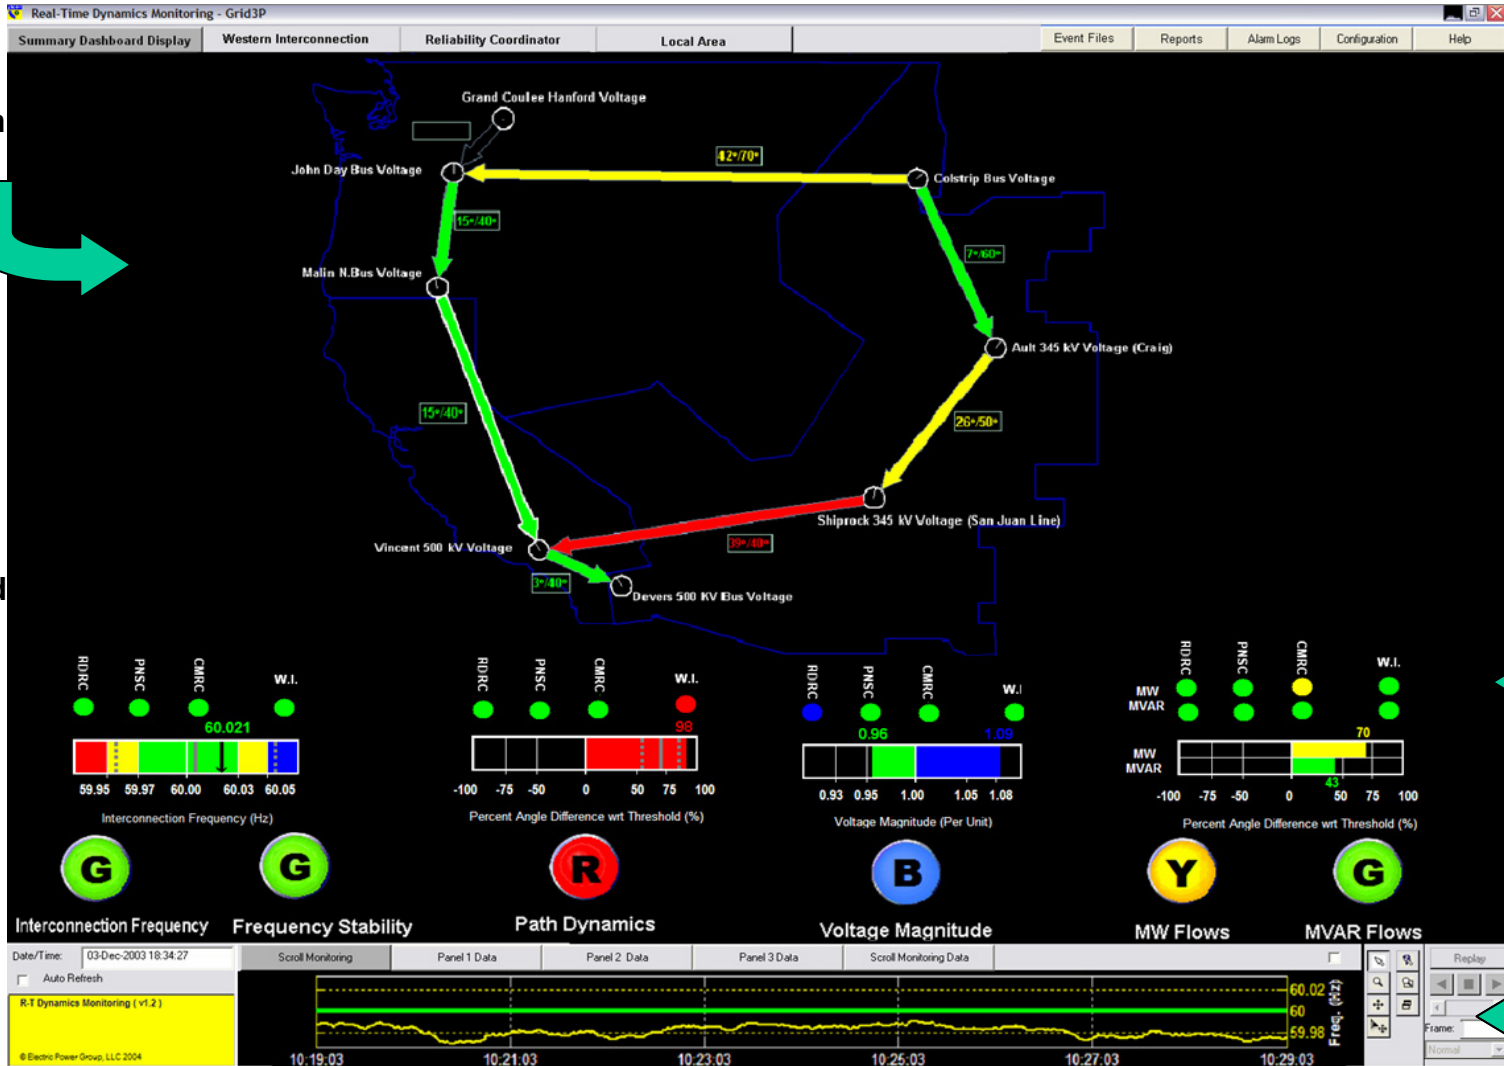 Real-Time Dynamics Monitoring - Grid3P
Summary Dashboard Display
Western Interconnection
Reliability Coordinator
Local Area
Event Files
Reports
Alarm Logs
Configuration
Help
Grand Coulee Hanford Voltage
John Day Bus Voltage
42°/70°
Colstrip Bus Voltage
15°/40°
7°/60°
Malin N.Bus Voltage
Ault 345 kV Voltage (Craig)
15°/40°
26°/50°
Shiprock 345 kV Voltage (San Juan Line)
39°/40°
Vincent 500 kV Voltage
3°/40°
Devers 500 KV Bus Voltage
RDRC PNSC CMRC W.I.
60.021
59.95 59.97 60.00 60.03 60.05
Interconnection Frequency (Hz)
RDRC PNSC CMRC W.I.
98
-100 -75 -50 0 50 75 100
Percent Angle Difference wrt Threshold (%)
RDRC PNSC CMRC W.I
0.96 1.09
0.93 0.95 1.00 1.05 1.08
Voltage Magnitude (Per Unit)
RDRC PNSC CMRC W.I.
MW
MVAR
70
MW
MVAR
43
-100 -75 -50 0 50 75 100
Percent Angle Difference wrt Threshold (%)
G G R B Y G
Interconnection Frequency
Frequency Stability
Path Dynamics
Voltage Magnitude
MW Flows
MVAR Flows
Date/Time: 03-Dec-2003 18:34:27
Auto Refresh
R-T Dynamics Monitoring ( v1.2 )
© Electric Power Group, LLC 2004
Scroll Monitoring
Panel 1 Data
Panel 2 Data
Panel 3 Data
Scroll Monitoring Data
60.02
60
59.98
Freq. (Hz)
10:19:03 10:21:03 10:23:03 10:25:03 10:27:03 10:29:03
Replay
Frame:
Normal